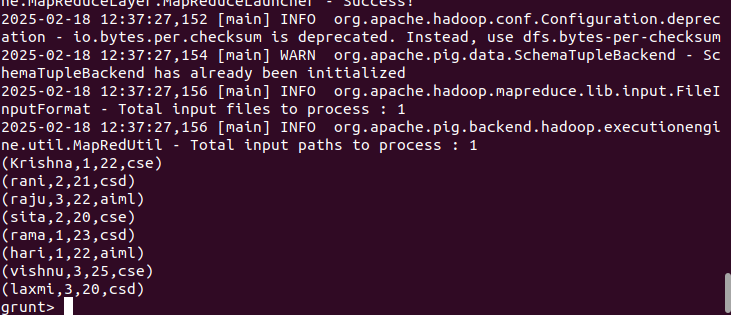 ne.MapReduceLayer.MapReduceLauncher - Success!
2025-02-18 12:37:27,152 [main] INFO  org.apache.hadoop.conf.Configuration.deprec
ation - io.bytes.per.checksum is deprecated. Instead, use dfs.bytes-per-checksum
2025-02-18 12:37:27,154 [main] WARN  org.apache.pig.data.SchemaTupleBackend - Sc
hemaTupleBackend has already been initialized
2025-02-18 12:37:27,156 [main] INFO  org.apache.hadoop.mapreduce.lib.input.FileI
nputFormat - Total input files to process : 1
2025-02-18 12:37:27,156 [main] INFO  org.apache.pig.backend.hadoop.executionengi
ne.util.MapRedUtil - Total input paths to process : 1
(Krishna,1,22,cse)
(rani,2,21,csd)
(raju,3,22,aiml)
(sita,2,20,cse)
(rama,1,23,csd)
(hari,1,22,aiml)
(vishnu,3,25,cse)
(laxmi,3,20,csd)
grunt>